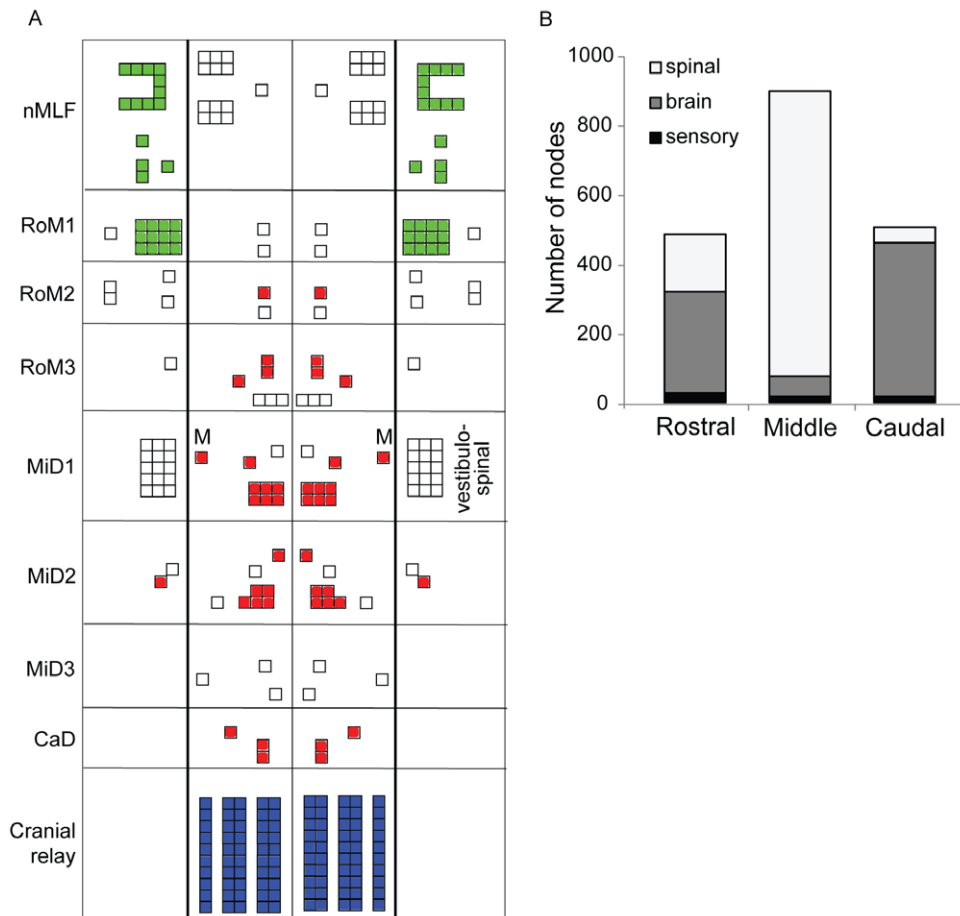 A
nMLF
RoM1
RoM2
RoM3
MiD1
M
M
vestibulo-
spinal
MiD2
MiD3
CaD
Cranial
relay
B
1000
800
600
400
200
0
Number of nodes
spinal
brain
sensory
Rostral
Middle
Caudal